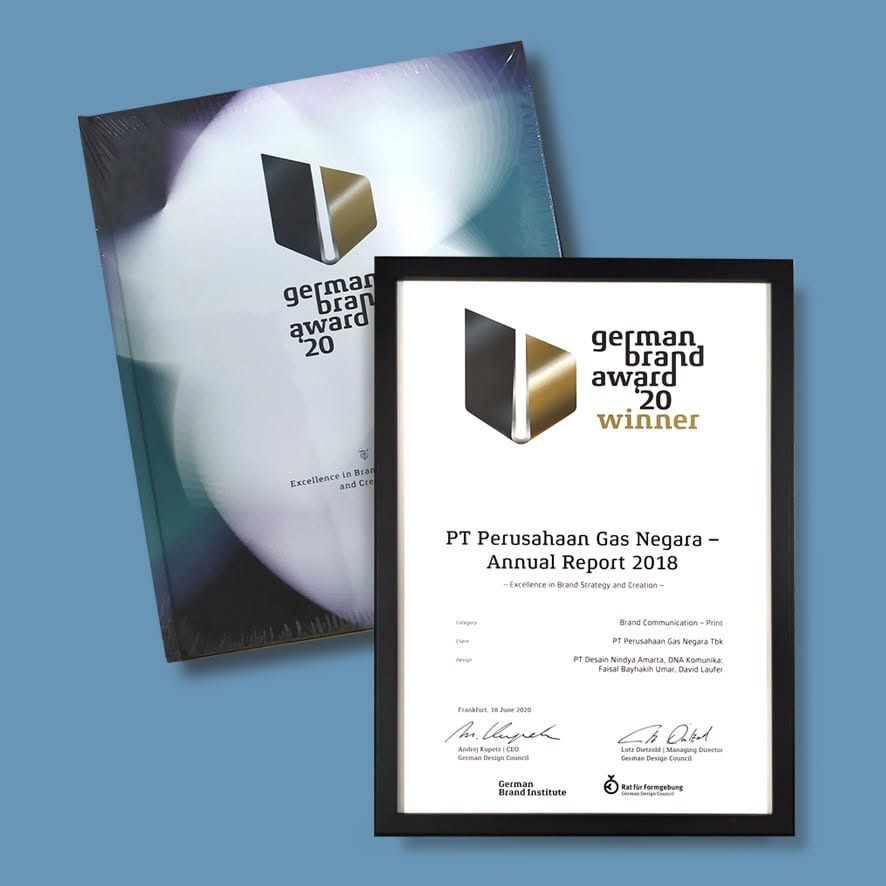 german
brand
award
'20
Excellence in Bran
and Cre
german
brand
award
'20
winner
PT Perusahaan Gas Negara –
Annual Report 2018
– Excellence in Brand Strategy and Creation –
Category
Brand Communication – Print
Client
PT Perusahaan Gas Negara Tbk
Design
PT Desain Nindya Amarta, DNA Komunika:
Faisal Bayhakih Umar, David Laufer
Frankfurt, 18 June 2020
Andrej Kupetz | CEO
German Design Council
Lutz Dietzold | Managing Director
German Design Council
German
Brand Institute
Rat für Formgebung
German Design Council